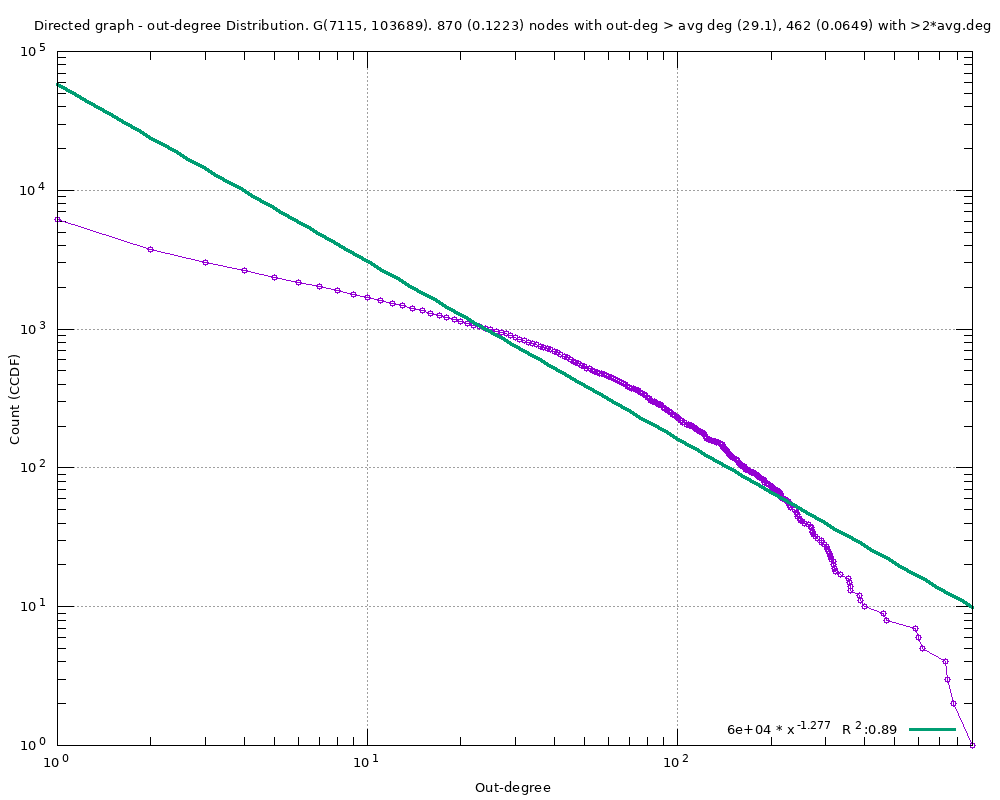 Directed graph - out-degree Distribution. G(7115, 103689). 870 (0.1223) nodes with out-deg > avg deg (29.1), 462 (0.0649) with >2*avg.deg
10^5
10^4
10^3
10^2
10^1
10^0
Count (CCDF)
6e+04 * x^-1.277 R^2:0.89
10^0 10^1 10^2
Out-degree